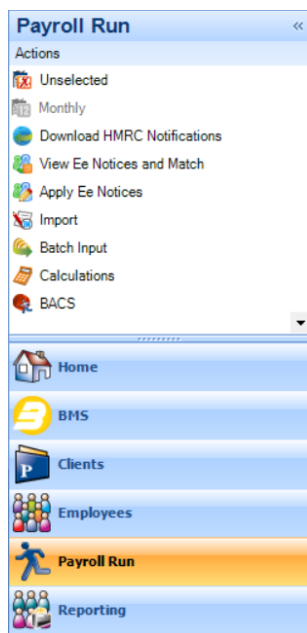 Payroll Run «
Actions
Unselected
Monthly
Download HMRC Notifications
View Ee Notices and Match
Apply Ee Notices
Import
Batch Input
Calculations
BACS
Home
BMS
Clients
Employees
Payroll Run
Reporting